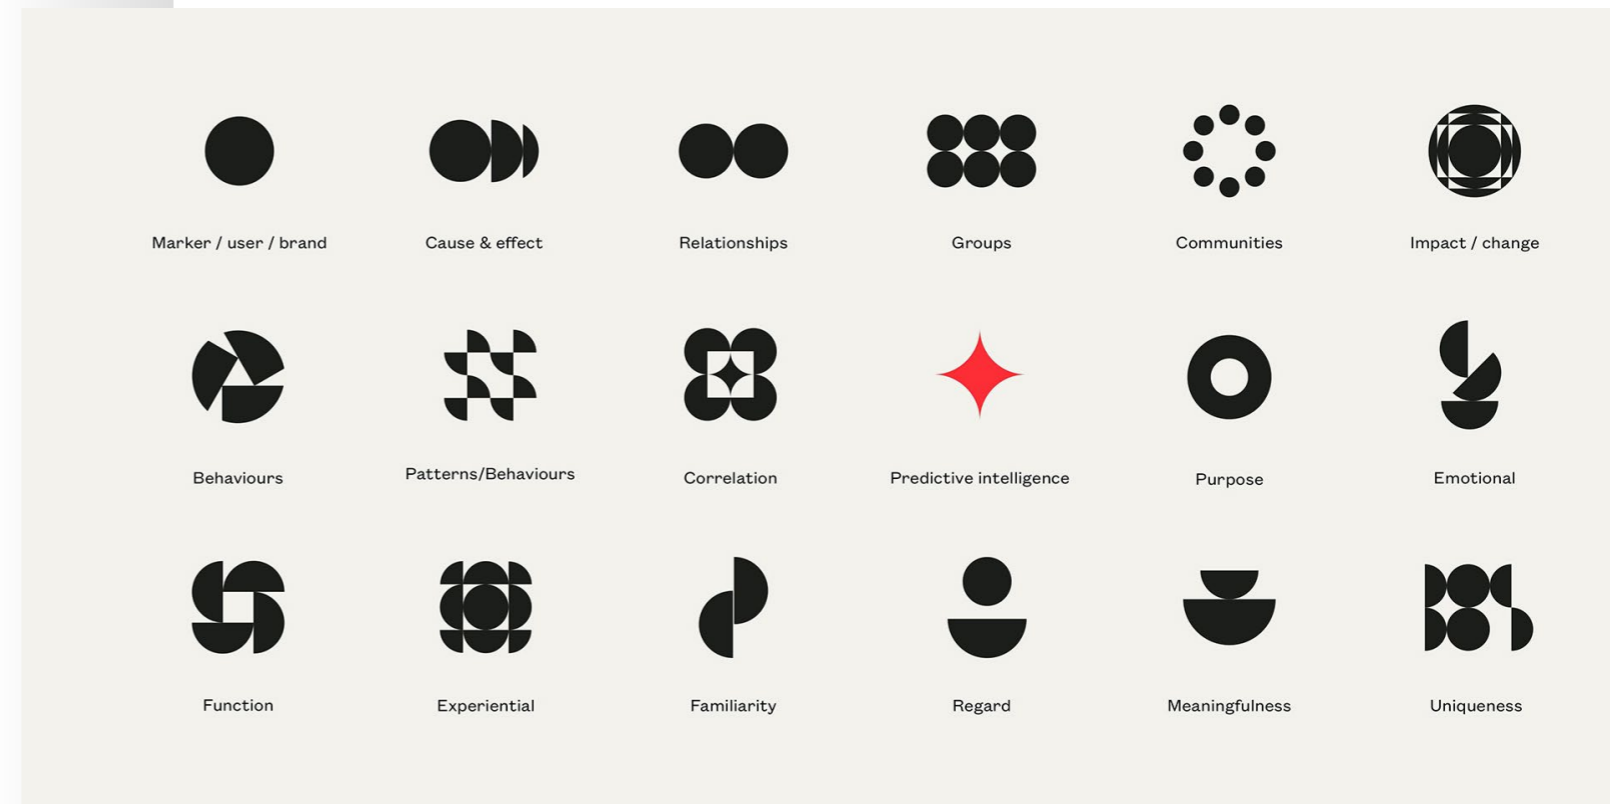 Marker / user / brand
Cause & effect
Relationships
Groups
Communities
Impact / change
Behaviours
Patterns/Behaviours
Correlation
Predictive intelligence
Purpose
Emotional
Function
Experiential
Familiarity
Regard
Meaningfulness
Uniqueness